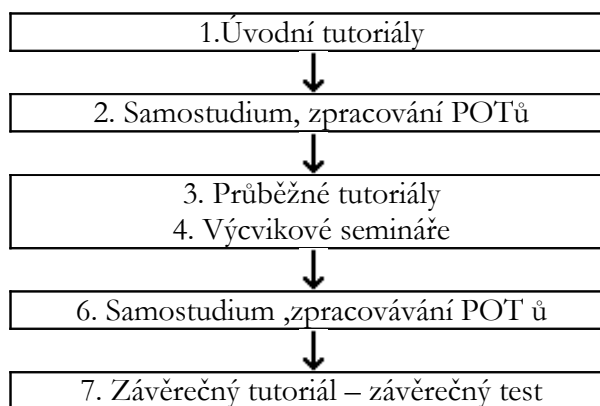 1.Úvodní tutoriály
2. Samostudium, zpracování POTů
3. Průběžné tutoriály
4. Výcvikové semináře
6. Samostudium ,zpracovávání POT ů
7. Závěrečný tutoriál – závěrečný test